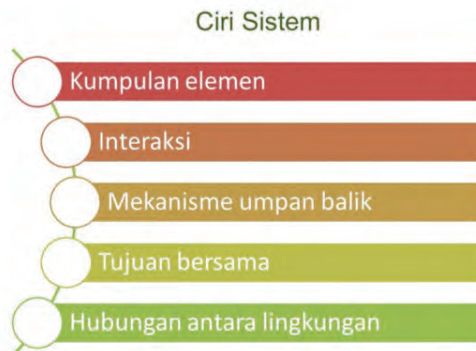 Ciri Sistem
Kumpulan elemen
Interaksi
Mekanisme umpan balik
Tujuan bersama
Hubungan antara lingkungan